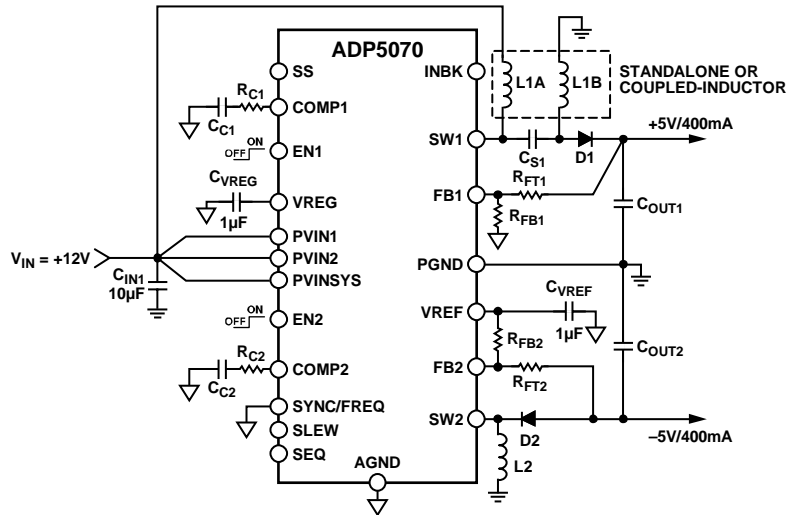 ADP5070
SS
INBK
L1A
L1B
STANDALONE OR
COUPLED-INDUCTOR
RC1
CC1
COMP1
SW1
CS1
D1
+5V/400mA
OFF
ON
EN1
CVREG
1µF
VREG
FB1
RFT1
RFB1
COUT1
VIN = +12V
CIN1
10µF
PVIN1
PVIN2
PVINSYS
PGND
OFF
ON
EN2
VREF
CVREF
1µF
RFB2
RC2
CC2
COMP2
FB2
RFT2
COUT2
SYNC/FREQ
SLEW
SEQ
SW2
D2
L2
–5V/400mA
AGND